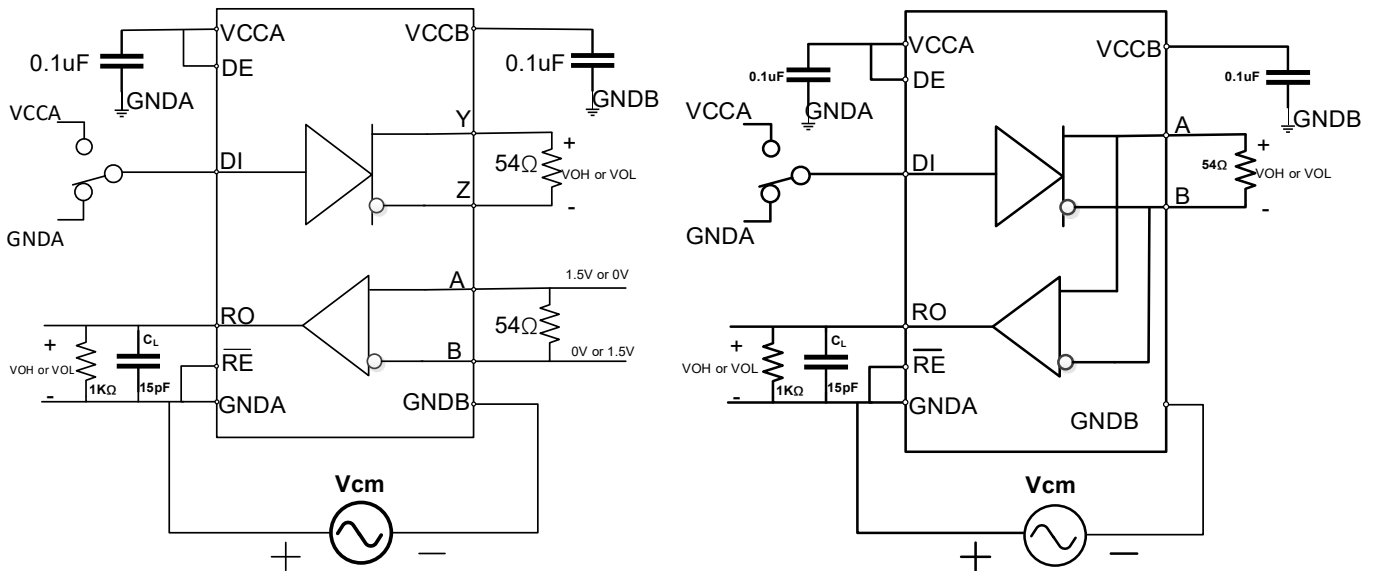 VCCA
DE
0.1uF
GNDA
VCCB
0.1uF
GNDB
VCCA
GNDA
DI
Y
Z
54Ω
+
VOH or VOL
-
A
B
1.5V or 0V
54Ω
0V or 1.5V
RO
RE
GNDA
GNDB
+
VOH or VOL
-
1KΩ
CL
15pF
Vcm
+ −
VCCA
DE
0.1uF
GNDA
VCCB
0.1uF
GNDB
VCCA
GNDA
DI
A
B
54Ω
+
VOH or VOL
-
RO
RE
GNDA
GNDB
+
VOH or VOL
-
1KΩ
CL
15pF
Vcm
+ −